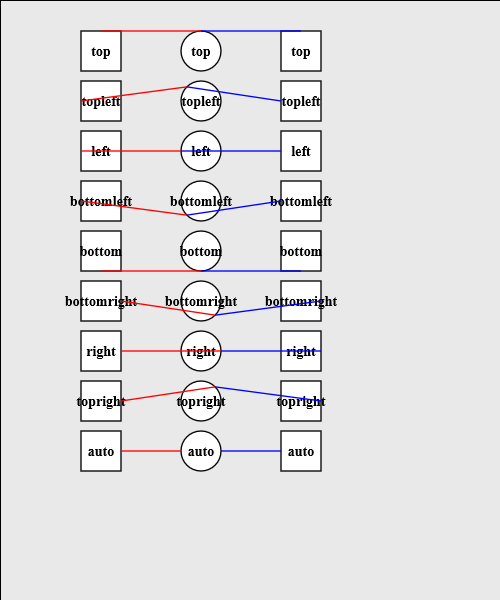 top top top
topleft topleft topleft
left left left
bottomleft bottomleft bottomleft
bottom bottom bottom
bottomright bottomright bottomright
right right right
topright topright topright
auto auto auto